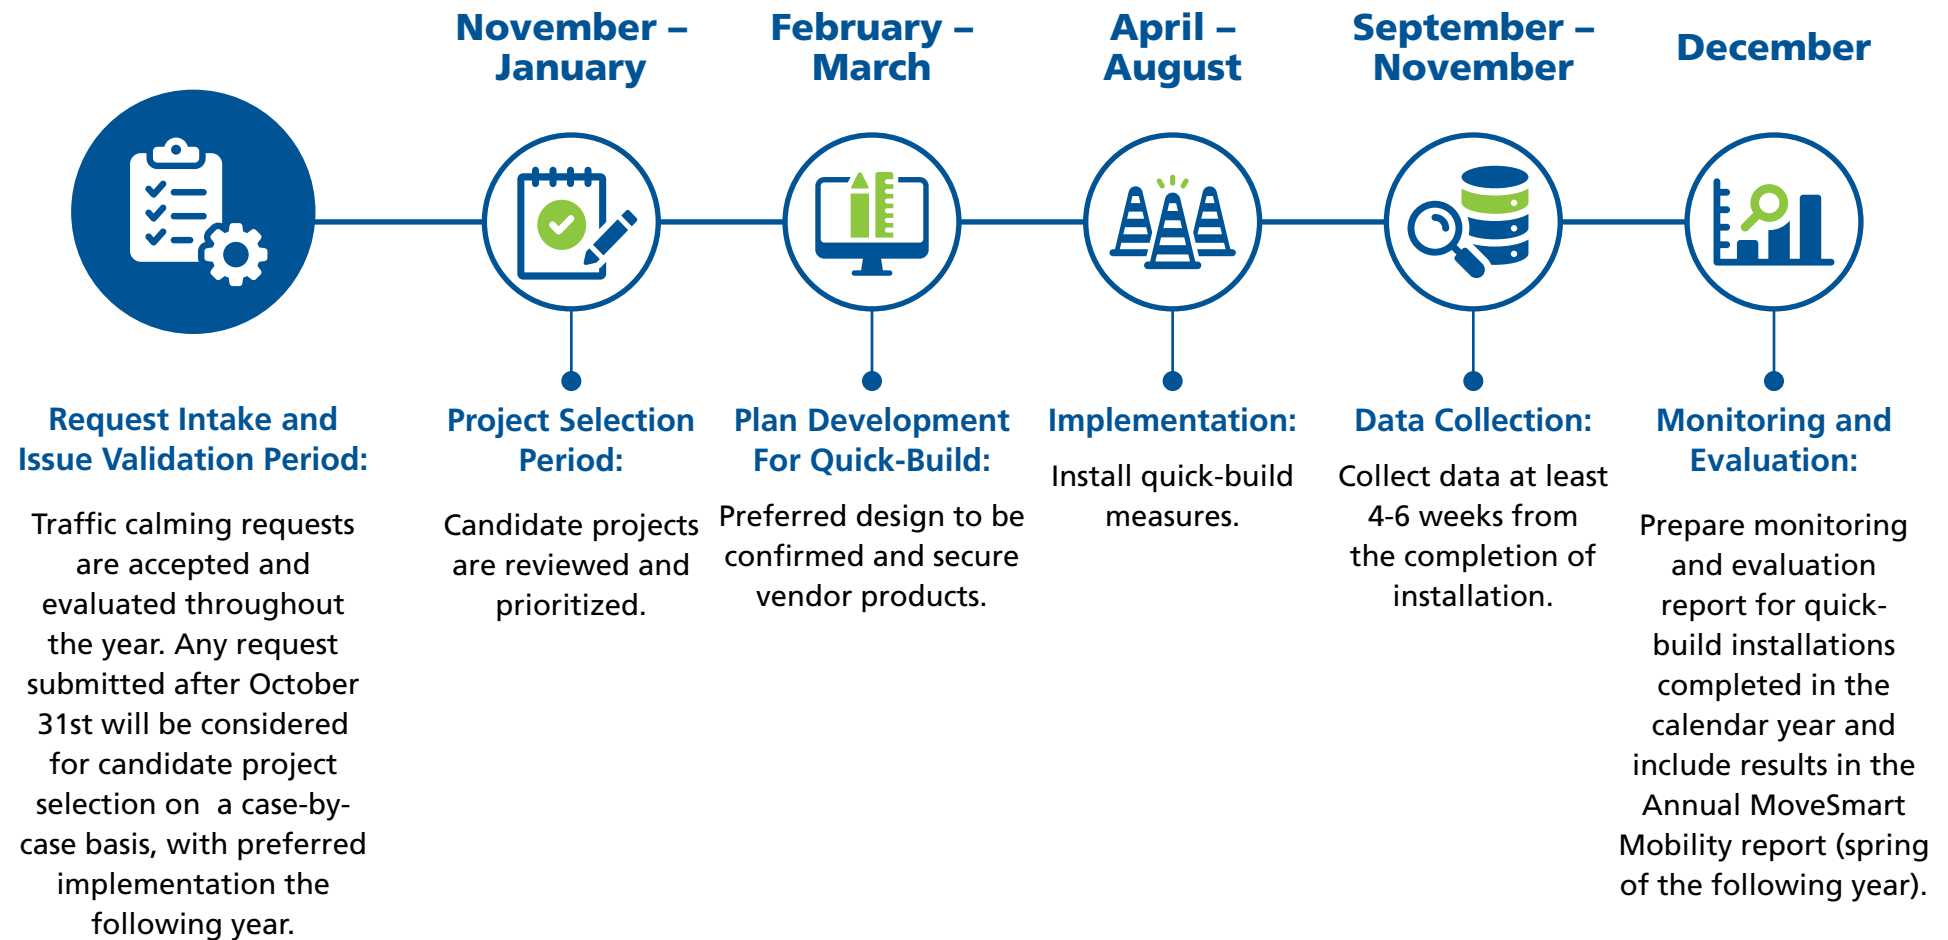 November –
January
February –
March
April –
August
September –
November
December
Request Intake and
Issue Validation Period:
Traffic calming requests
are accepted and
evaluated throughout
the year. Any request
submitted after October
31st will be considered
for candidate project
selection on  a case-by-
case basis, with preferred
implementation the
following year.
Project Selection
Period:
Candidate projects
are reviewed and
prioritized.
Plan Development
For Quick-Build:
Preferred design to be
confirmed and secure
vendor products.
Implementation:
Install quick-build
measures.
Data Collection:
Collect data at least
4-6 weeks from
the completion of
installation.
Monitoring and
Evaluation:
Prepare monitoring
and evaluation
report for quick-
build installations
completed in the
calendar year and
include results in the
Annual MoveSmart
Mobility report (spring
of the following year).